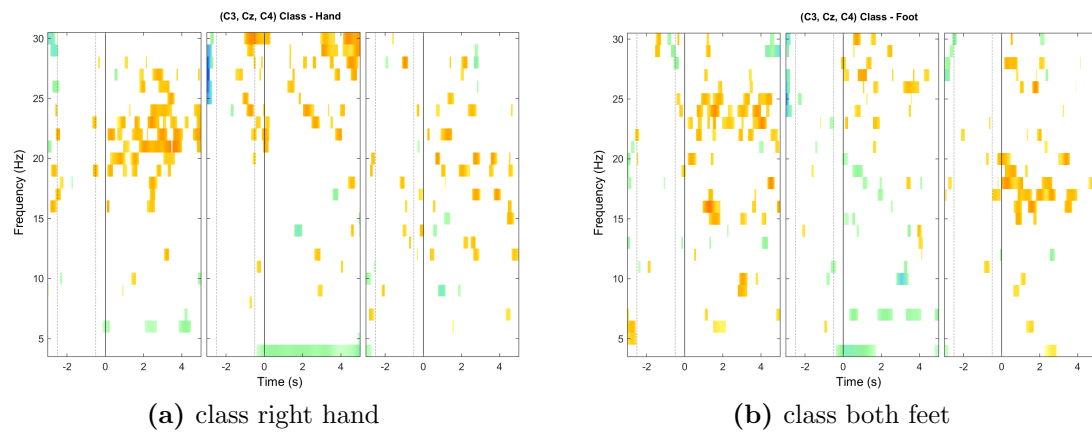 (C3, Cz, C4) Class - Hand
30
25
20
15
10
5
Frequency (Hz)
-2 0 2 4 -2 0 2 4 -2 0 2 4
Time (s)
(a) class right hand
(C3, Cz, C4) Class - Foot
30
25
20
15
10
5
Frequency (Hz)
-2 0 2 4 -2 0 2 4 -2 0 2 4
Time (s)
(b) class both feet